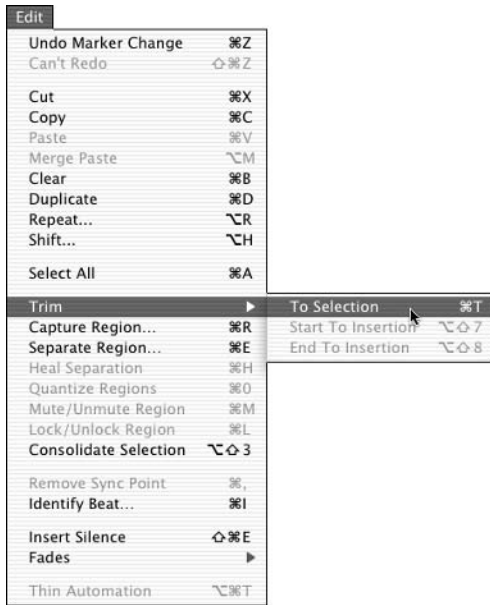 Edit
Undo Marker Change ⌘Z
Can't Redo ⇧⌘Z
Cut ⌘X
Copy ⌘C
Paste ⌘V
Merge Paste ⌥M
Clear ⌘B
Duplicate ⌘D
Repeat... ⌥R
Shift... ⌥H
Select All ⌘A
Trim ▶ To Selection ⌘T
Capture Region... ⌘R Start To Insertion ⌥⇧7
Separate Region... ⌘E End To Insertion ⌥⇧8
Heal Separation ⌘H
Quantize Regions ⌘0
Mute/Unmute Region ⌘M
Lock/Unlock Region ⌘L
Consolidate Selection ⌥⇧3
Remove Sync Point ⌘,
Identify Beat... ⌘I
Insert Silence ⇧⌘E
Fades ▶
Thin Automation ⌥⌘T